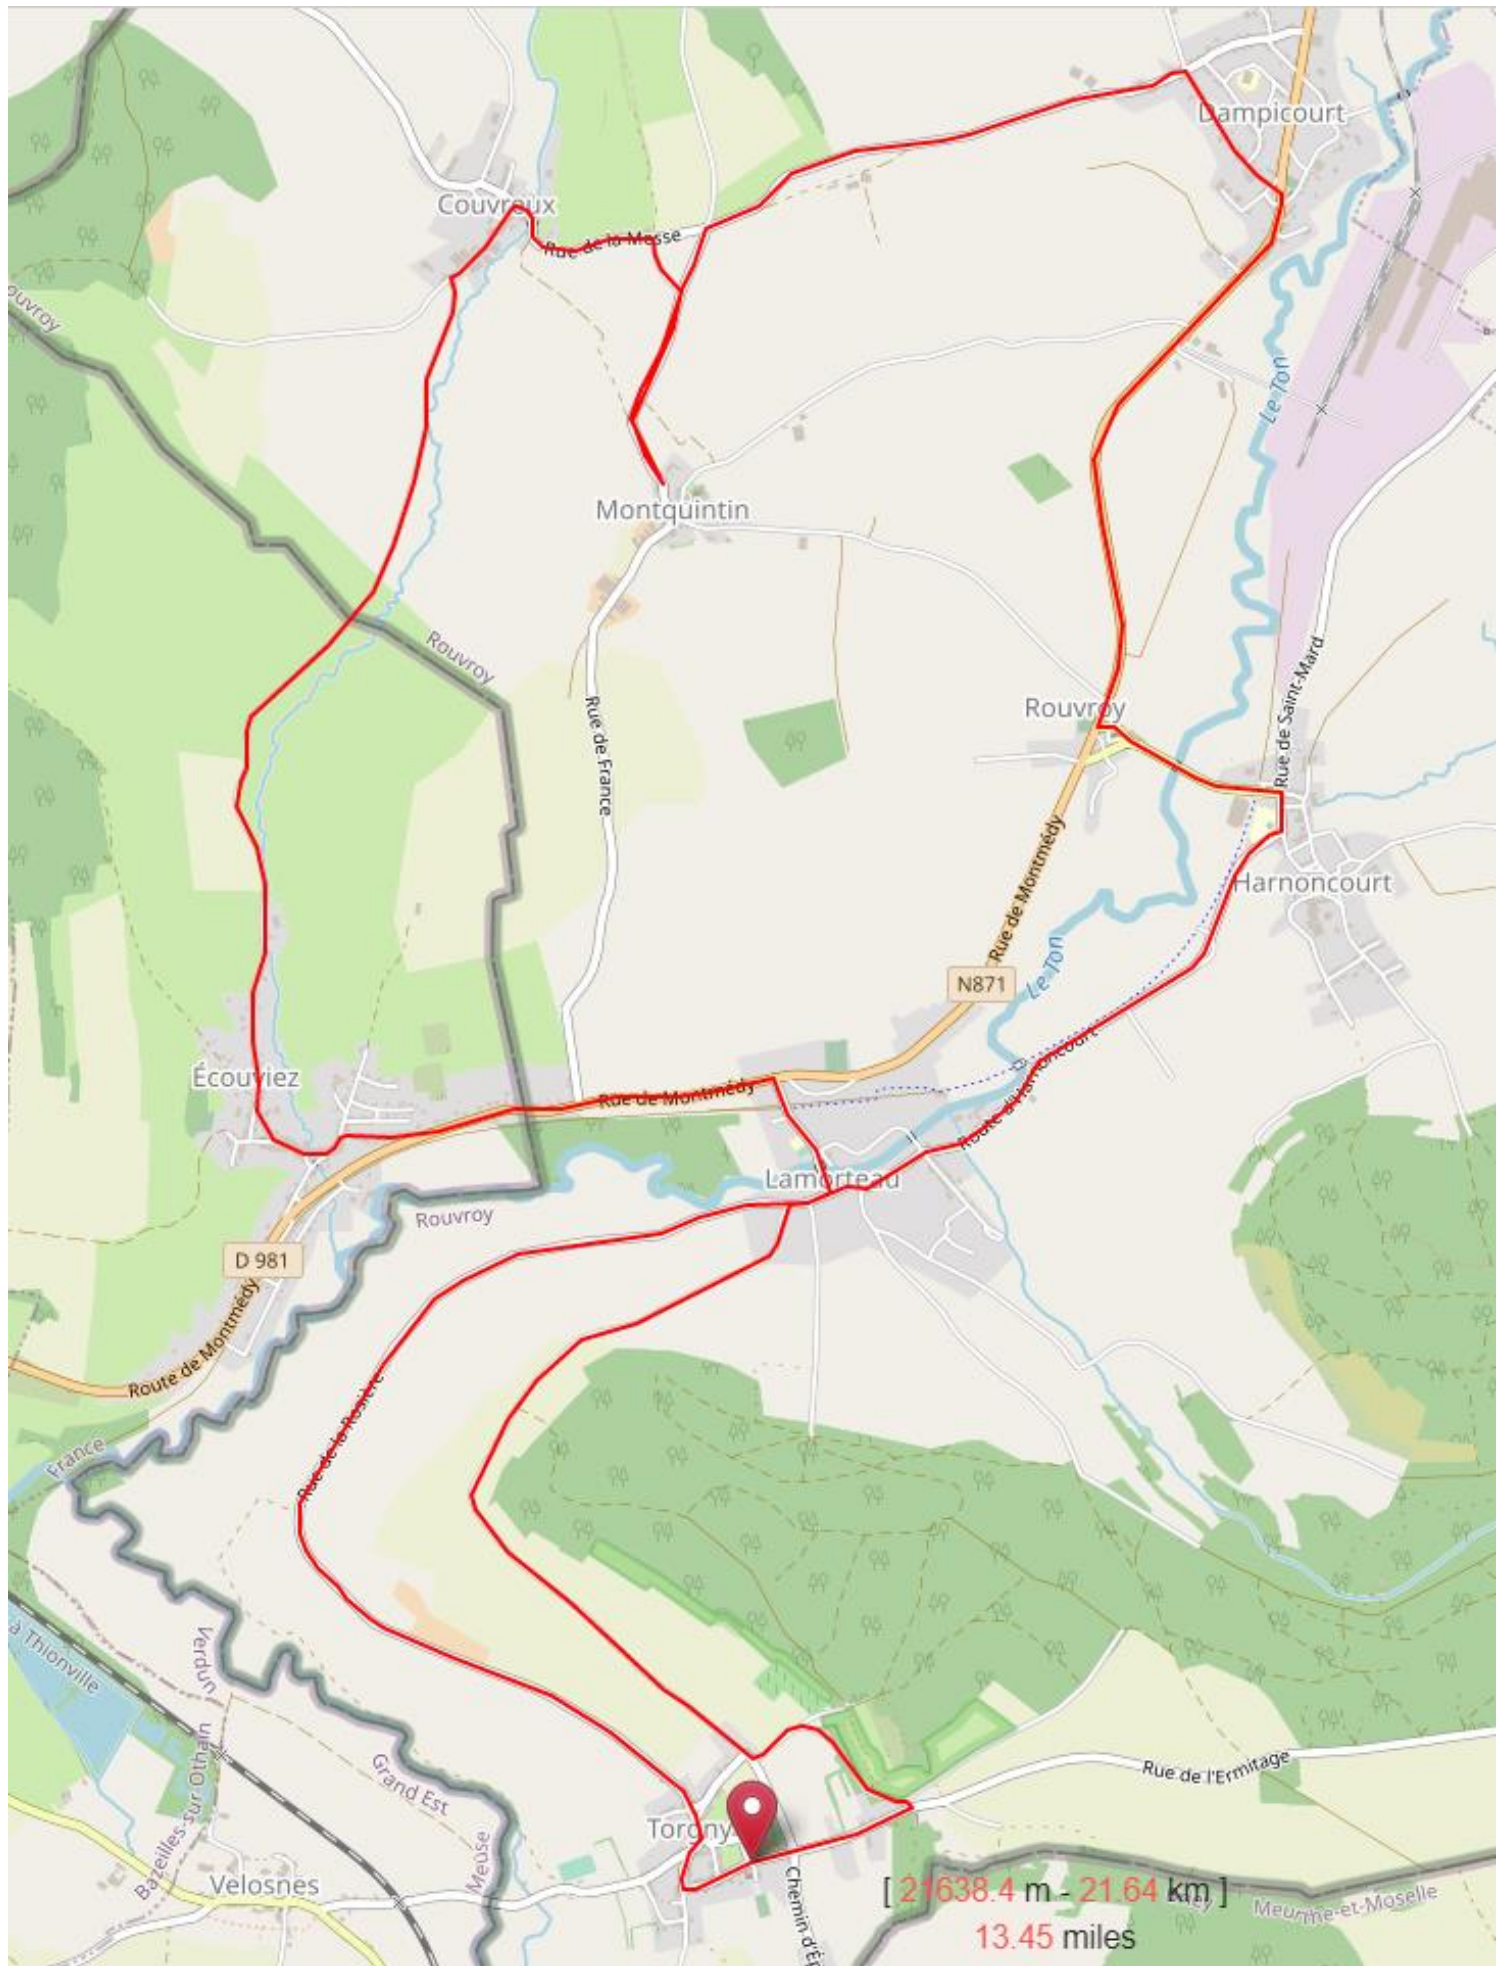 Dampicourt
Couvreux
Rue de la Mosse
ouvroy
Le Ton
Montquintin
Rouvroy
Rue de Saint-Mard
Rue de France
Rouvroy
Rue de Montmédy
Harnoncourt
Le Ton
N871
Écouviez
Rue de Montmédy
Route d'Harnoncourt
Lamorteau
Rouvroy
D 981
Route de Montmédy
Rue de la Rosière
France
à Thionville
Verdun
Bazeilles-sur-Othain
Grand Est
Meuse
Rue de l'Ermitage
Torgny
Velosnes
Chemin d'Ép
[ 21638.4 m - 21.64 km ]
Meurthe-et-Moselle
13.45 miles